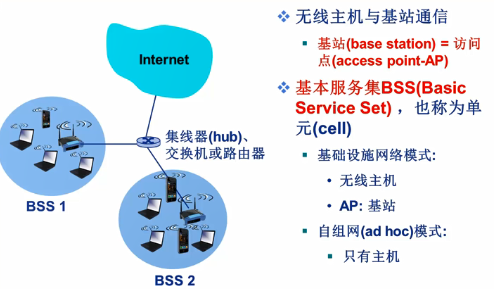 Internet
集线器(hub)、
交换机或路由器
BSS 1
BSS 2
无线主机与基站通信
基站(base station) = 访问
点(access point-AP)
基本服务集BSS(Basic
Service Set) ，也称为单
元(cell)
基础设施网络模式:
• 无线主机
• AP: 基站
自组网(ad hoc)模式:
只有主机